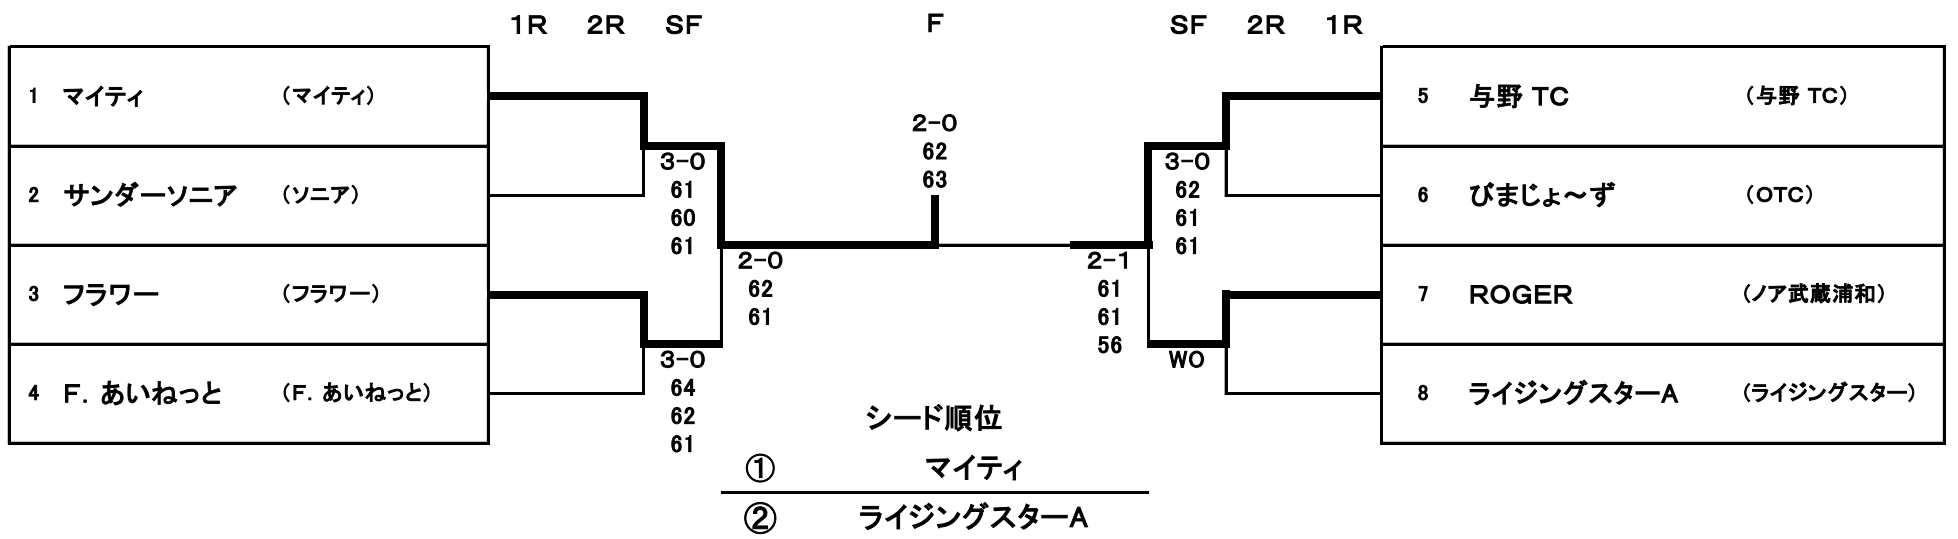 1R 2R SF F SF 2R 1R
1 マイティ (マイティ)
2 サンダーソニア (ソニア)
3 フラワー (フラワー)
4 F. あいねっと (F. あいねっと)
3-0
61
60
61
3-0
64
62
61
2-0
62
61
2-0
62
63
2-1
61
61
56
3-0
62
61
61
WO
5 与野 TC (与野 TC)
6 びまじょ～ず (OTC)
7 ROGER (ノア武蔵浦和)
8 ライジングスターA (ライジングスター)
シード順位
① マイティ
② ライジングスターA